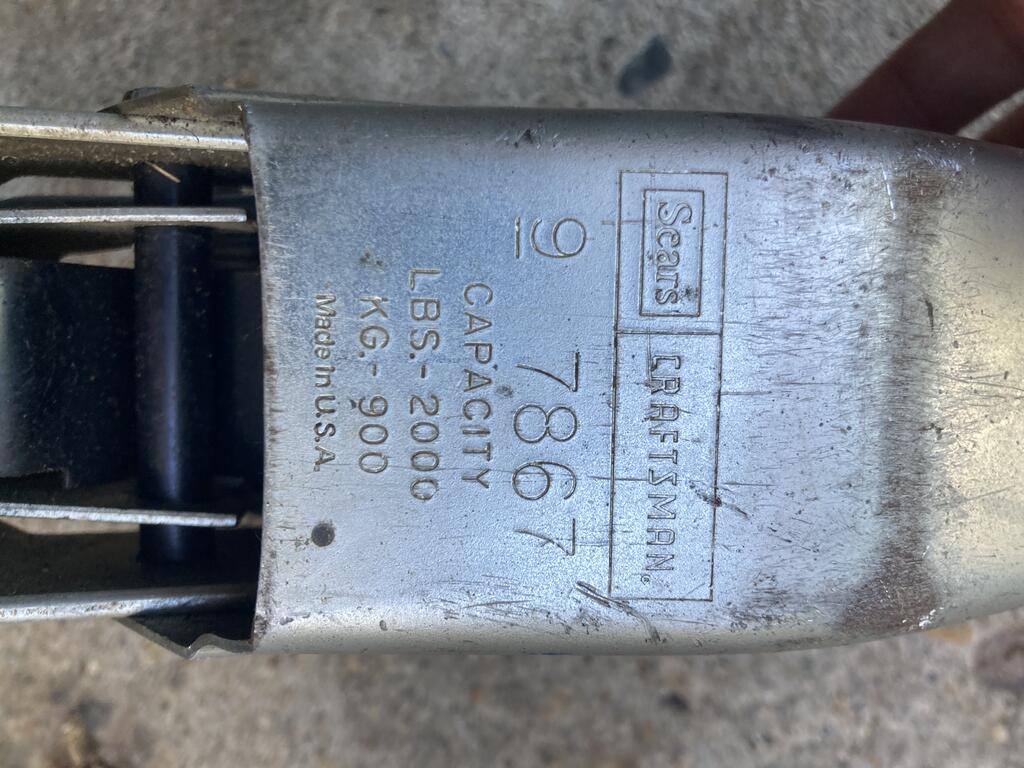 Sears CRAFTSMAN®
9 7867
CAPACITY
LBS.-2000
KG.-900
Made in U.S.A.